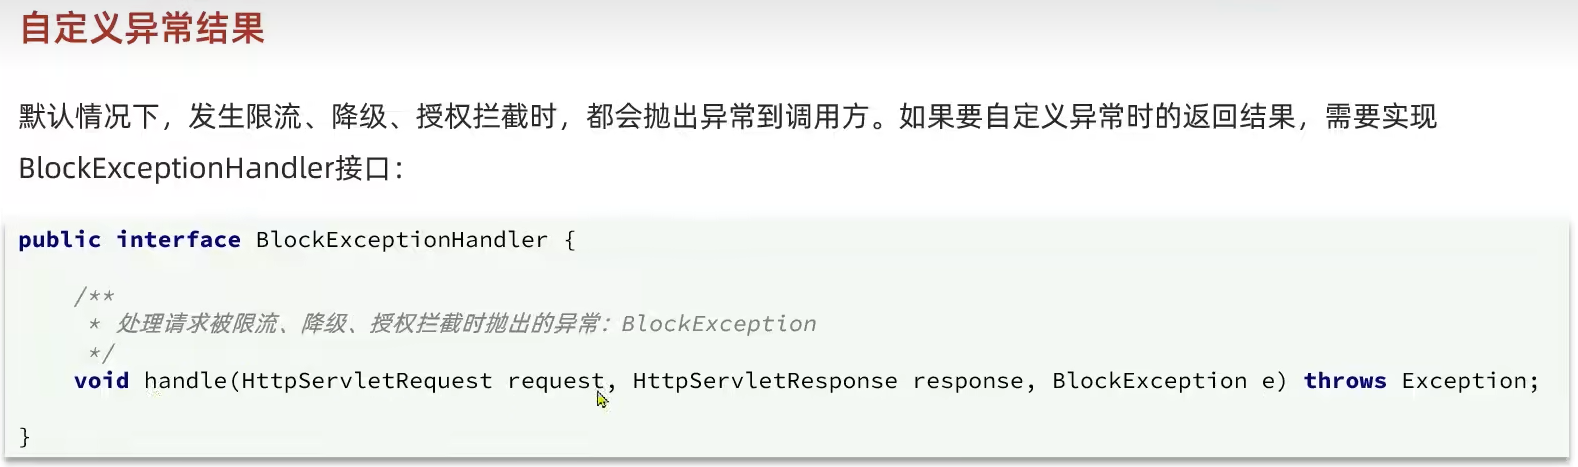 自定义异常结果
默认情况下，发生限流、降级、授权拦截时，都会抛出异常到调用方。如果要自定义异常时的返回结果，需要实现
BlockExceptionHandler接口：
public interface BlockExceptionHandler {
/**
* 处理请求被限流、降级、授权拦截时抛出的异常：BlockException
*/
void handle(HttpServletRequest request, HttpServletResponse response, BlockException e) throws Exception;
}